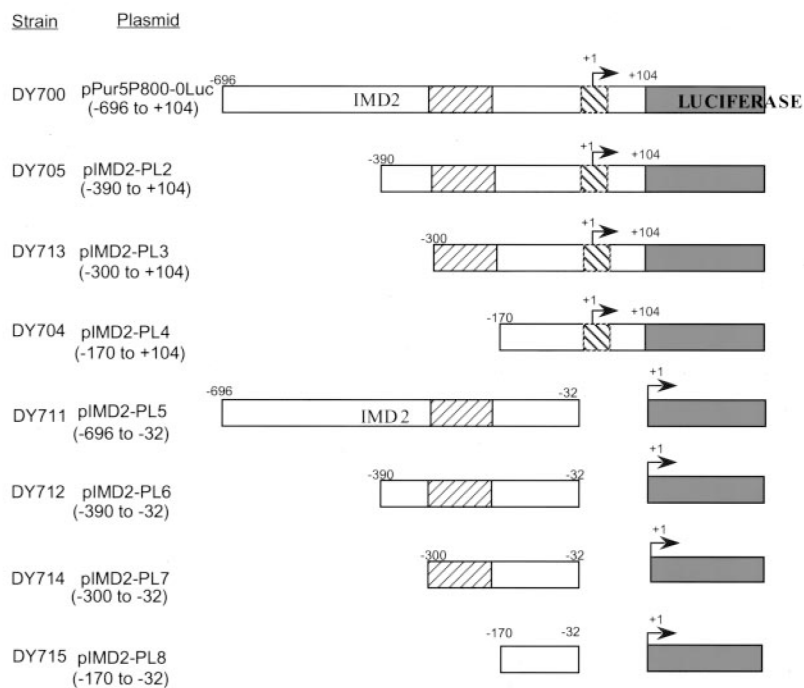 Strain Plasmid
DY700 pPur5P800-0Luc
(-696 to +104)
-696 IMD2 +1 +104 LUCIFERASE
DY705 pIMD2-PL2
(-390 to +104)
-390 +1 +104
DY713 pIMD2-PL3
(-300 to +104)
-300 +1 +104
DY704 pIMD2-PL4
(-170 to +104)
-170 +1 +104
DY711 pIMD2-PL5
(-696 to -32)
-696 IMD2 -32 +1
DY712 pIMD2-PL6
(-390 to -32)
-390 -32 +1
DY714 pIMD2-PL7
(-300 to -32)
-300 -32 +1
DY715 pIMD2-PL8
(-170 to -32)
-170 -32 +1